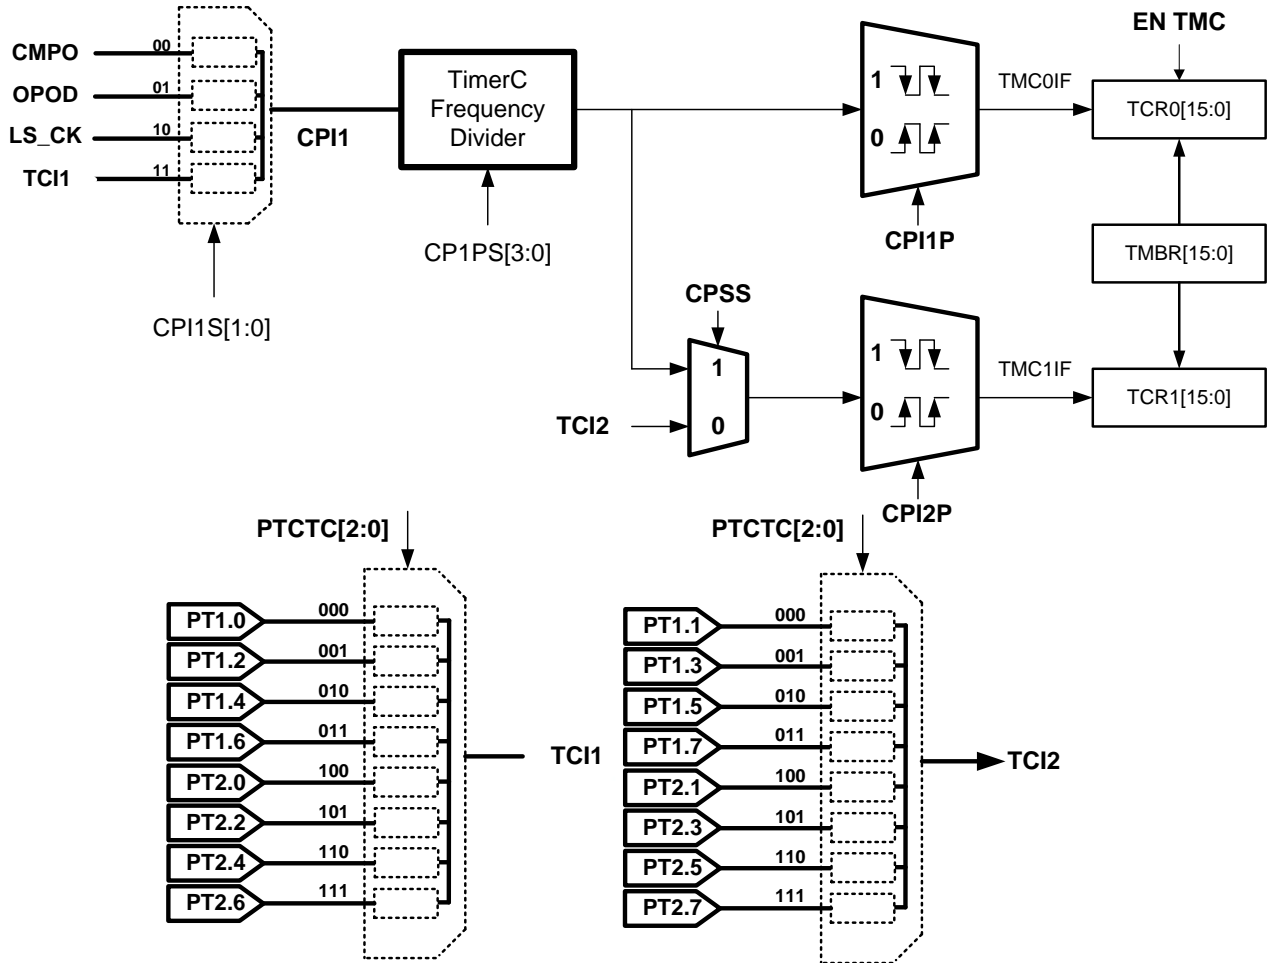 EN TMC
CMPO
00
OPOD
01
LS_CK
10
TCI1
11
CPI1
CPI1S[1:0]
TimerC
Frequency
Divider
CP1PS[3:0]
1
0
CPI1P
TMC0IF
TCR0[15:0]
TMBR[15:0]
CPSS
1
0
TCI2
1
0
CPI2P
TMC1IF
TCR1[15:0]
PTCTC[2:0]
PT1.0
000
PT1.2
001
PT1.4
010
PT1.6
011
PT2.0
100
PT2.2
101
PT2.4
110
PT2.6
111
TCI1
PTCTC[2:0]
PT1.1
000
PT1.3
001
PT1.5
010
PT1.7
011
PT2.1
100
PT2.3
101
PT2.5
110
PT2.7
111
TCI2